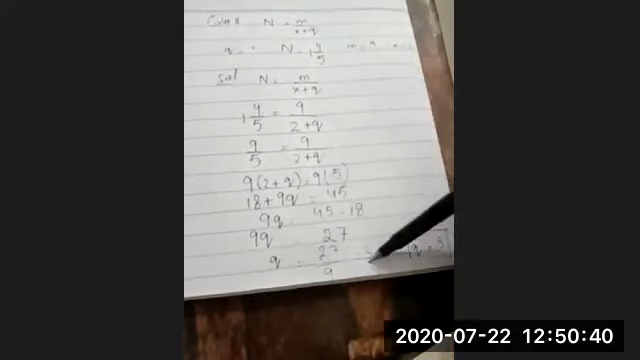 N = m/x+q
q = N = 1 4/5 m = 9
Sol N = m/x+q
1 4/5 = 9/2+q
9/5 = 9/2+q
9(2+q) = 9(5)
18+9q = 45
9q = 45-18
9q = 27
q = 27/9 = q = 3
2020-07-22 12:50:40